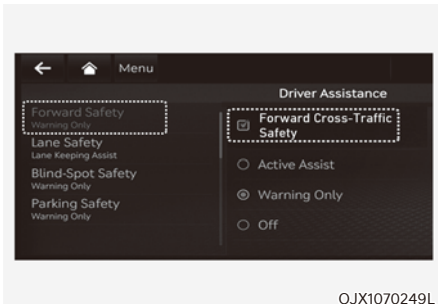 Menu
Driver Assistance
Forward Safety
Warning Only
Lane Safety
Lane Keeping Assist
Blind-Spot Safety
Warning Only
Parking Safety
Warning Only
Forward Cross-Traffic
Safety
Active Assist
Warning Only
Off
OJX1070249L